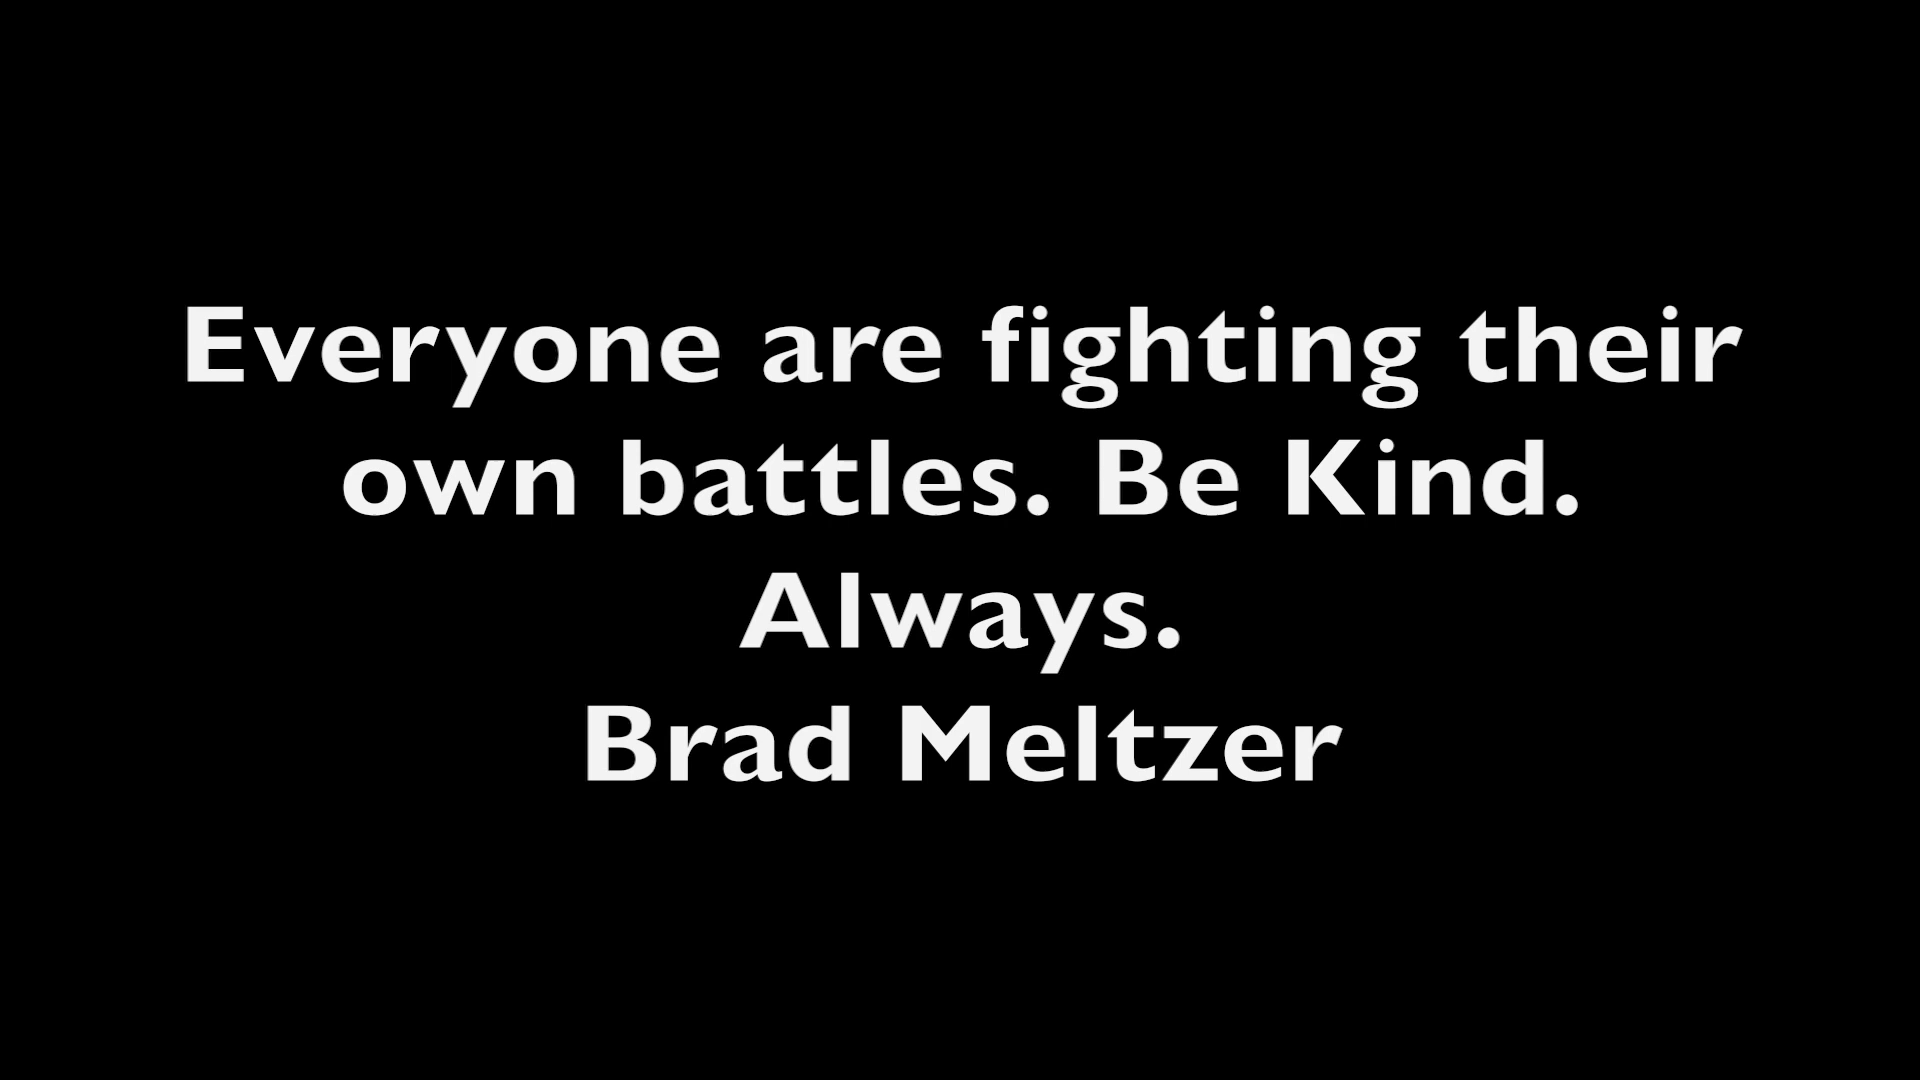 Everyone are fighting their
own battles. Be Kind.
Always.
Brad Meltzer